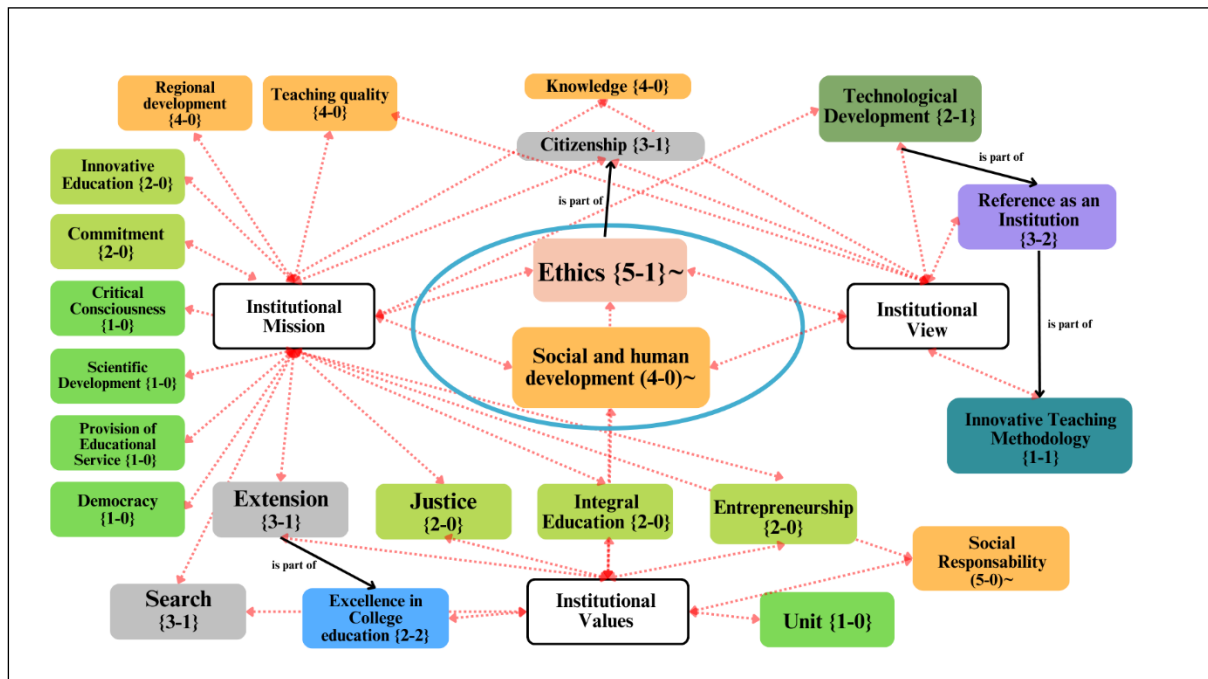 Regional
development
{4-0}
Teaching quality
{4-0}
Knowledge {4-0}
Technological
Development {2-1}
Citizenship {3-1}
is part of
Innovative
Education {2-0}
is part of
Reference as an
Institution
{3-2}
Commitment
{2-0}
Ethics {5-1}~
Critical
Consciousness
{1-0}
Institutional
Mission
Institutional
View
is part of
Social and human
development (4-0)~
Scientific
Development {1-0}
Innovative Teaching
Methodology
{1-1}
Provision of
Educational
Service {1-0}
Democracy
{1-0}
Extension
{3-1}
Justice
{2-0}
Integral
Education {2-0}
Entrepreneurship
{2-0}
is part of
Social
Responsability
(5-0)~
Search
{3-1}
Excellence in
College
education {2-2}
Institutional
Values
Unit {1-0}